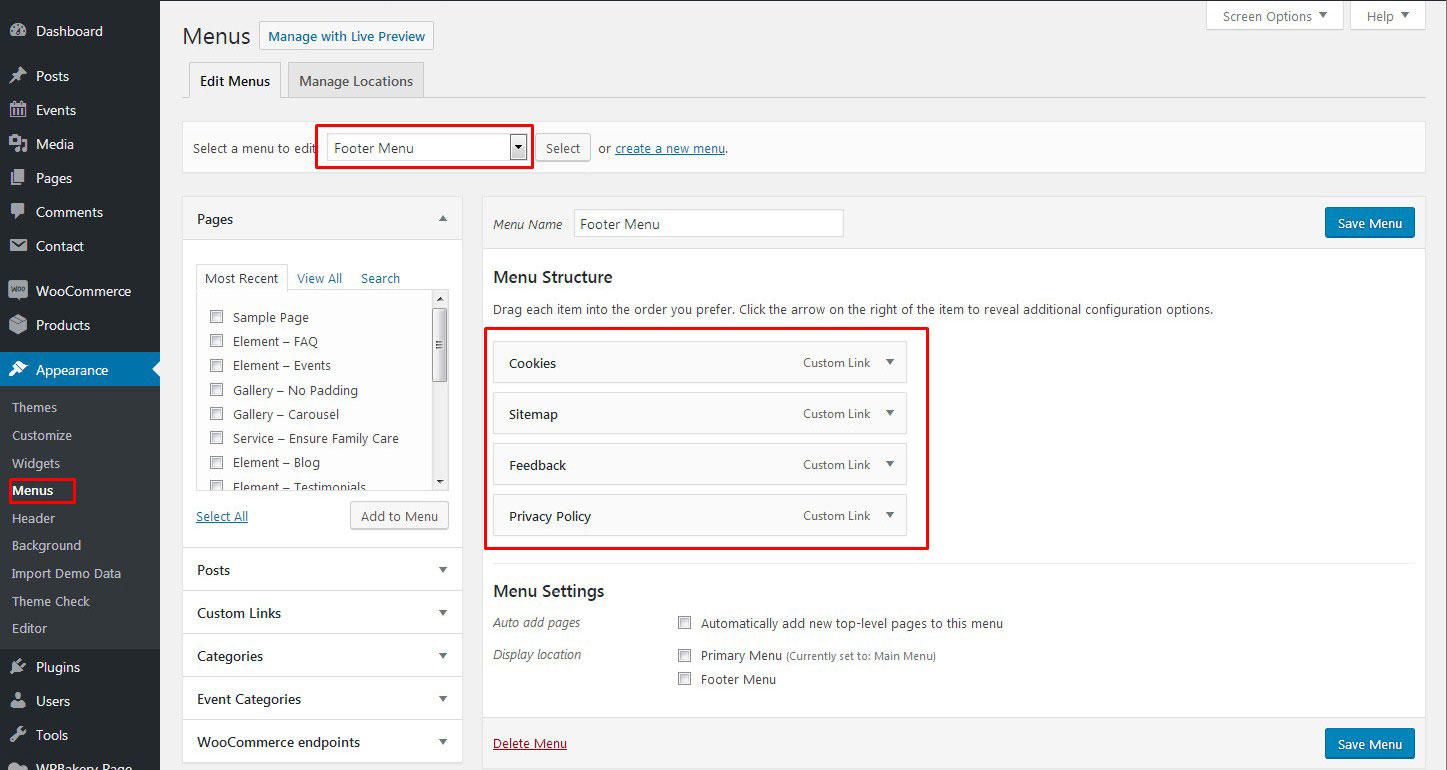 Dashboard
Posts
Events
Media
Pages
Comments
Contact
WOO WooCommerce
Products
Appearance
Themes
Customize
Widgets
Menus
Header
Background
Import Demo Data
Theme Check
Editor
Plugins
Users
Tools
WPBakery Page
Screen Options
Help
Menus Manage with Live Preview
Edit Menus Manage Locations
Select a menu to edit Footer Menu Select or create a new menu.
Pages
Most Recent View All Search
Sample Page
Element – FAQ
Element – Events
Gallery – No Padding
Gallery – Carousel
Service – Ensure Family Care
Element – Blog
Element – Testimonials
Select All Add to Menu
Posts
Custom Links
Categories
Event Categories
WooCommerce endpoints
Menu Name Footer Menu Save Menu
Menu Structure
Drag each item into the order you prefer. Click the arrow on the right of the item to reveal additional configuration options.
Cookies Custom Link
Sitemap Custom Link
Feedback Custom Link
Privacy Policy Custom Link
Menu Settings
Auto add pages Automatically add new top-level pages to this menu
Display location Primary Menu (Currently set to: Main Menu)
Footer Menu
Delete Menu Save Menu